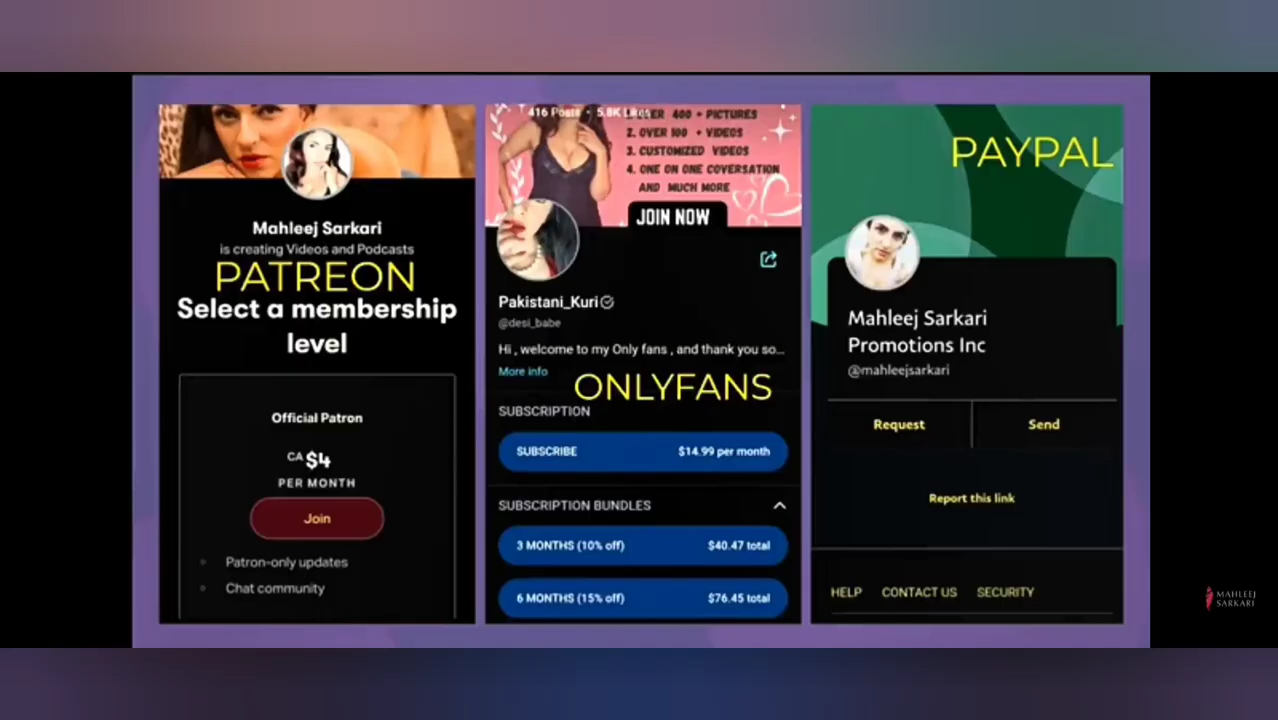 Mahleej Sarkari
is creating Videos and Podcasts
PATREON
Select a membership
level
Official Patron
CA $4
PER MONTH
Join
Patron-only updates
Chat community
416 Posts · 5.8K Likes
1. OVER 400 + PICTURES
2. OVER 100 + VIDEOS
3. CUSTOMIZED VIDEOS
4. ONE ON ONE COVERSATION
AND MUCH MORE
JOIN NOW
Pakistani_Kuri
@desi_babe
Hi , welcome to my Only fans , and thank you so...
More info
ONLYFANS
SUBSCRIPTION
SUBSCRIBE $14.99 per month
SUBSCRIPTION BUNDLES
3 MONTHS (10% off) $40.47 total
6 MONTHS (15% off) $76.45 total
PAYPAL
Mahleej Sarkari
Promotions Inc
@mahleejsarkari
Request Send
Report this link
HELP CONTACT US SECURITY
MAHLEEJ
SARKARI